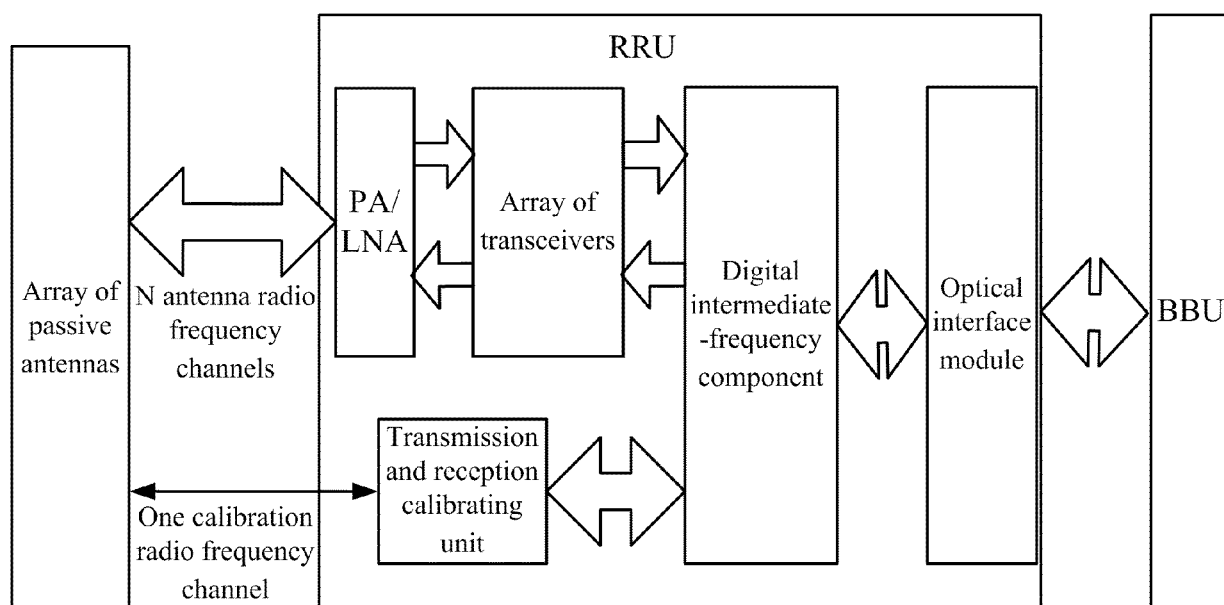 RRU
Array of
passive
antennas
N antenna radio
frequency
channels
PA/
LNA
Array of
transceivers
Digital
intermediate
-frequency
component
Optical
interface
module
BBU
Transmission
and reception
calibrating
unit
One calibration
radio frequency
channel